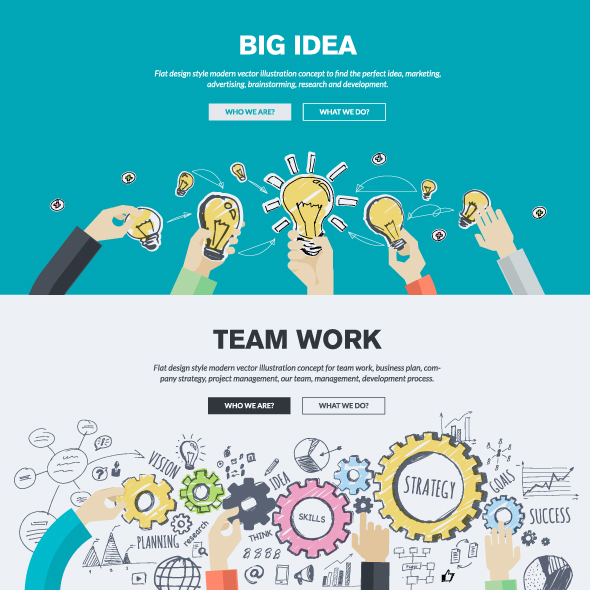 BIG IDEA
Flat design style modern vector illustration concept to find the perfect idea, marketing,
advertising, brainstorming, research and development.
WHO WE ARE? WHAT WE DO?
TEAM WORK
Flat design style modern vector illustration concept for team work, business plan, com-
pany strategy, project management, our team, management, development process.
WHO WE ARE? WHAT WE DO?
VISION
IDEA
STRATEGY
GOALS
SKILLS
SUCCESS
PLANNING
research
THINK